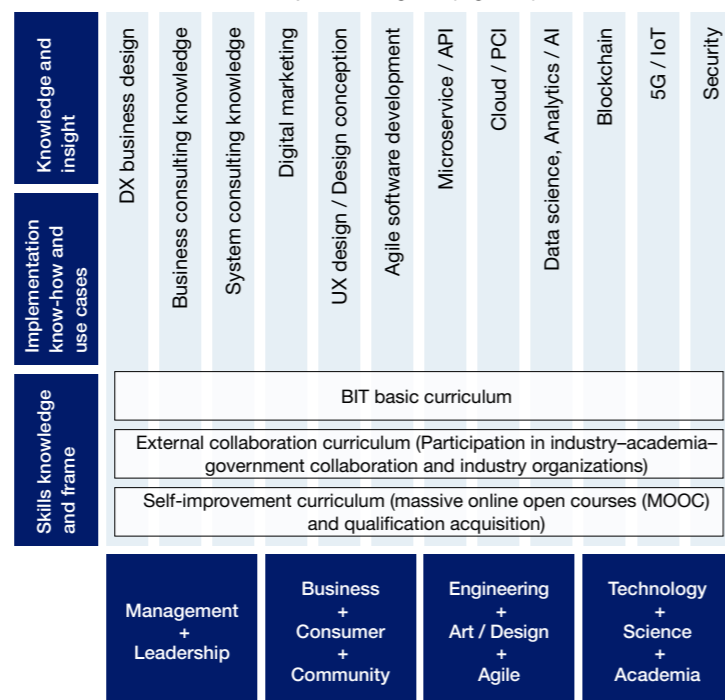 Knowledge and
insight
DX business design
Business consulting knowledge
System consulting knowledge
Digital marketing
UX design / Design conception
Agile software development
Microservice / API
Cloud / PCI
Data science, Analytics / AI
Blockchain
5G / IoT
Security
Implementation
know-how and
use cases
Skills knowledge
and frame
BIT basic curriculum
External collaboration curriculum (Participation in industry–academia–
government collaboration and industry organizations)
Self-improvement curriculum (massive online open courses (MOOC)
and qualification acquisition)
Management
+
Leadership
Business
+
Consumer
+
Community
Engineering
+
Art / Design
+
Agile
Technology
+
Science
+
Academia